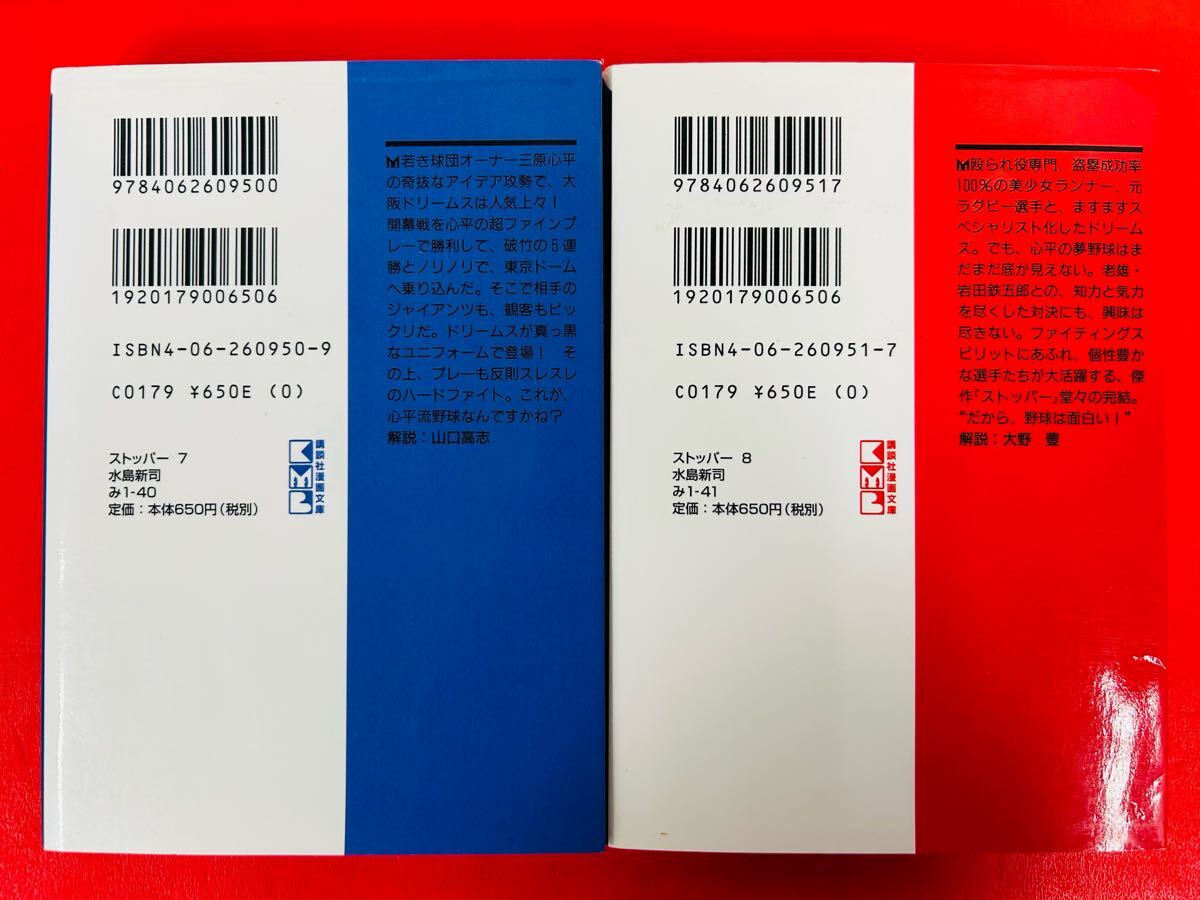 9784062609500
1920179006506
ISBN4-06-260950-9
C0179 ¥650E (0)
ストッパー 7
水島新司
み1-40
定価：本体650円(税別)
KMB
講談社漫画文庫
M若き球団オーナー三原心平
の奇抜なアイデア攻勢で、大
阪ドリームスは人気上々！
開幕戦を心平の超ファインプ
レーで勝利して、破竹の5連
勝とノリノリで、東京ドーム
へ乗り込んだ。そこで相手の
ジャイアンツも、観客もビッ
クリだ。ドリームスが真っ黒
なユニフォームで登場！ そ
の上、プレーも反則スレスレ
のハードファイト。これが、
心平流野球なんですかね？
解説：山口高志
9784062609517
1920179006506
ISBN4-06-260951-7
C0179 ¥650E (0)
ストッパー 8
水島新司
み1-41
定価：本体650円(税別)
KMB
講談社漫画文庫
M殴られ役専門、盗塁成功率
100%の美少女ランナー、元
ラグビー選手と、ますますス
ペシャリスト化したドリーム
ス。でも、心平の夢野球はま
だまだ底が見えない。老雄・
岩田鉄五郎との、知力と気力
を尽くした対決にも、興味は
尽きない。ファイティングス
ピリットにあふれ、個性豊か
な選手たちが大活躍する、傑
作『ストッパー』堂々の完結。
“だから、野球は面白い！”
解説：大野 豊